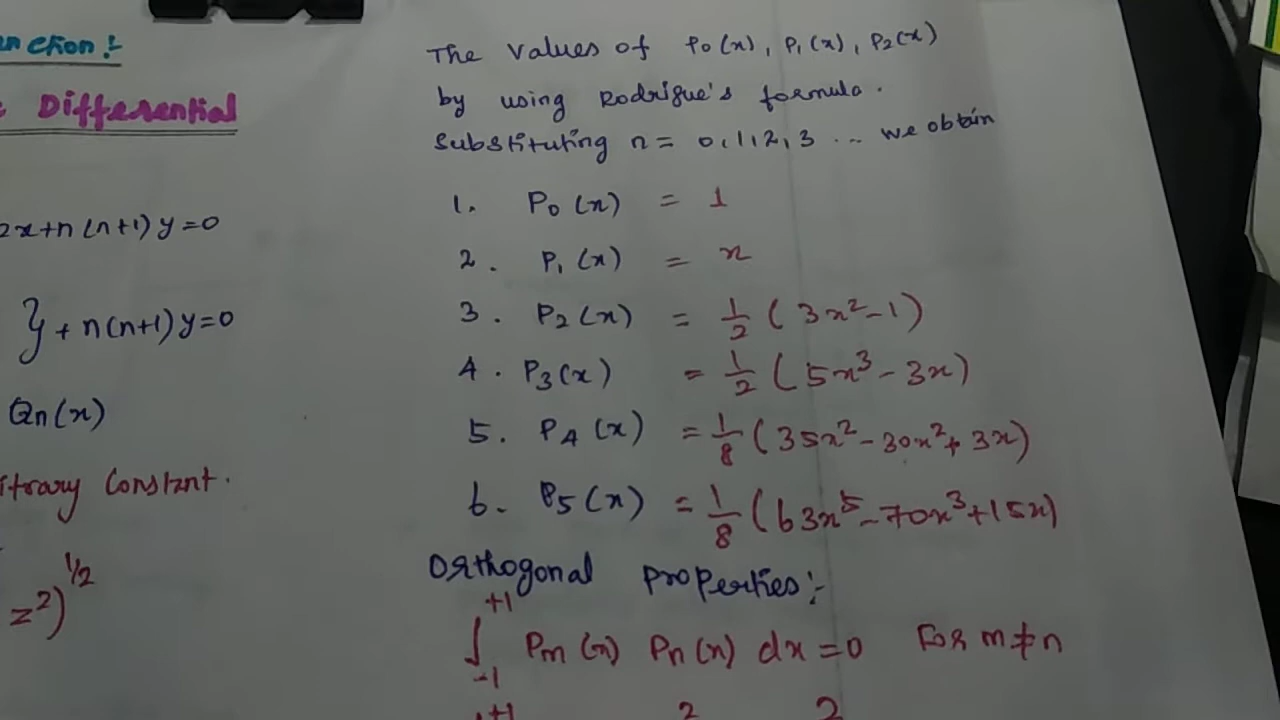 nction:-
Differential
2x+n(n+1)y=0
}y + n(n+1)y=0
Qn(x)
itrary Constant.
z²)^1/2
The Values of P0(x), P1(x), P2(x)
by using Rodrigue's formula.
Substituting n = 0,1,2,3 ... we obtain
1. P0(x) = 1
2. P1(x) = x
3. P2(x) = 1/2 (3x²-1)
4. P3(x) = 1/2 (5x³-3x)
5. P4(x) = 1/8 (35x²-30x²+3x)
6. P5(x) = 1/8 (63x⁵-70x³+15x)
Orthogonal Properties:-
∫₋₁⁺¹ Pm(x) Pn(x) dx = 0 For m≠n
+1 2 2